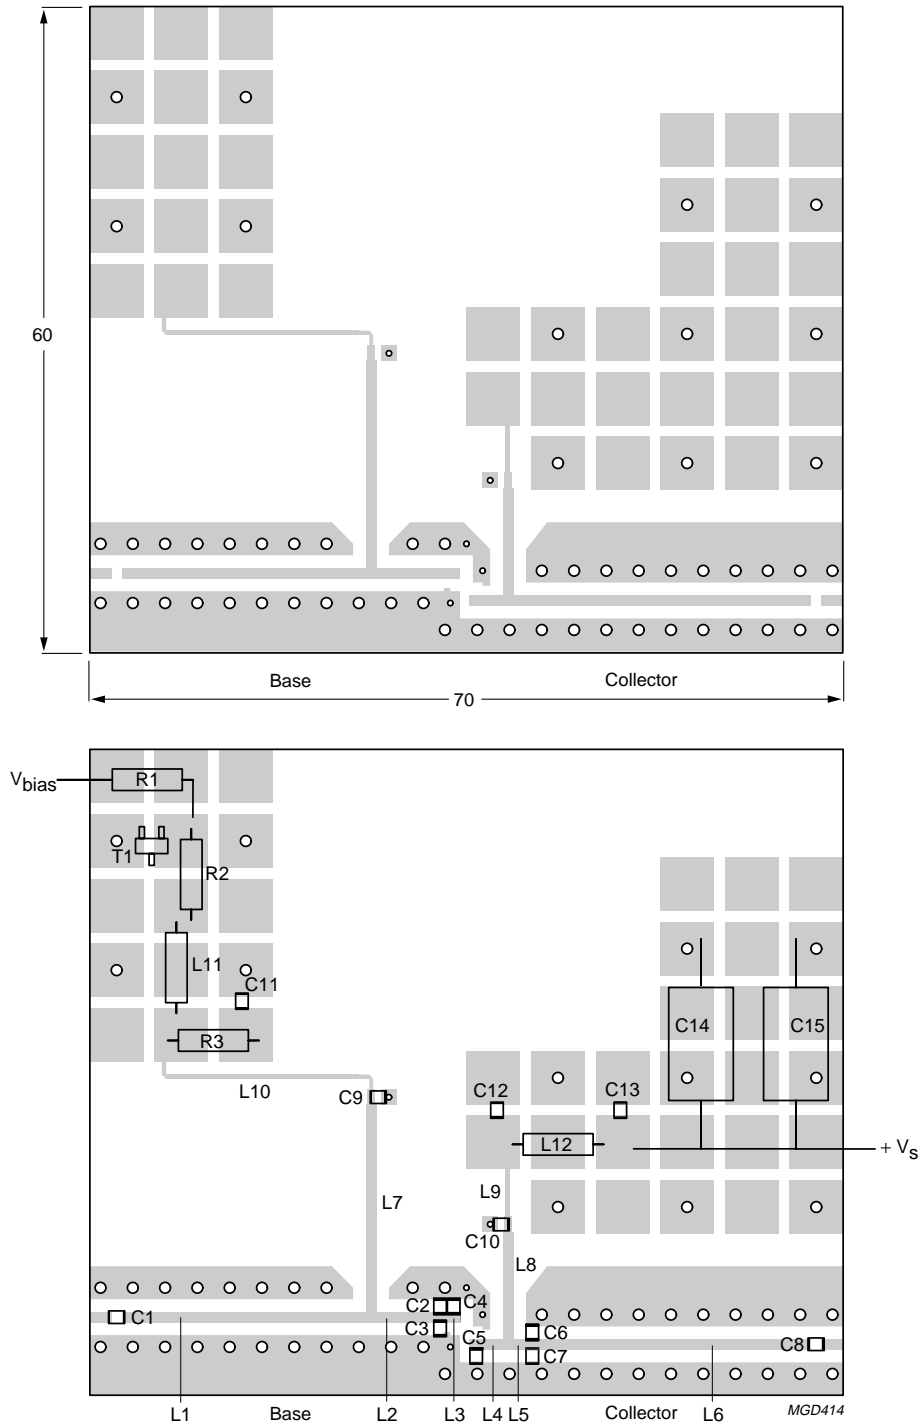 60
Base
Collector
70
Vbias
R1
T1
R2
L11
C11
R3
L10
C9
C14
C15
C12
C13
L12
+ VS
L7
L9
C10
L8
C1
C2
C4
C3
C5
C6
C7
C8
L1
Base
L2
L3
L4
L5
Collector
L6
MGD414